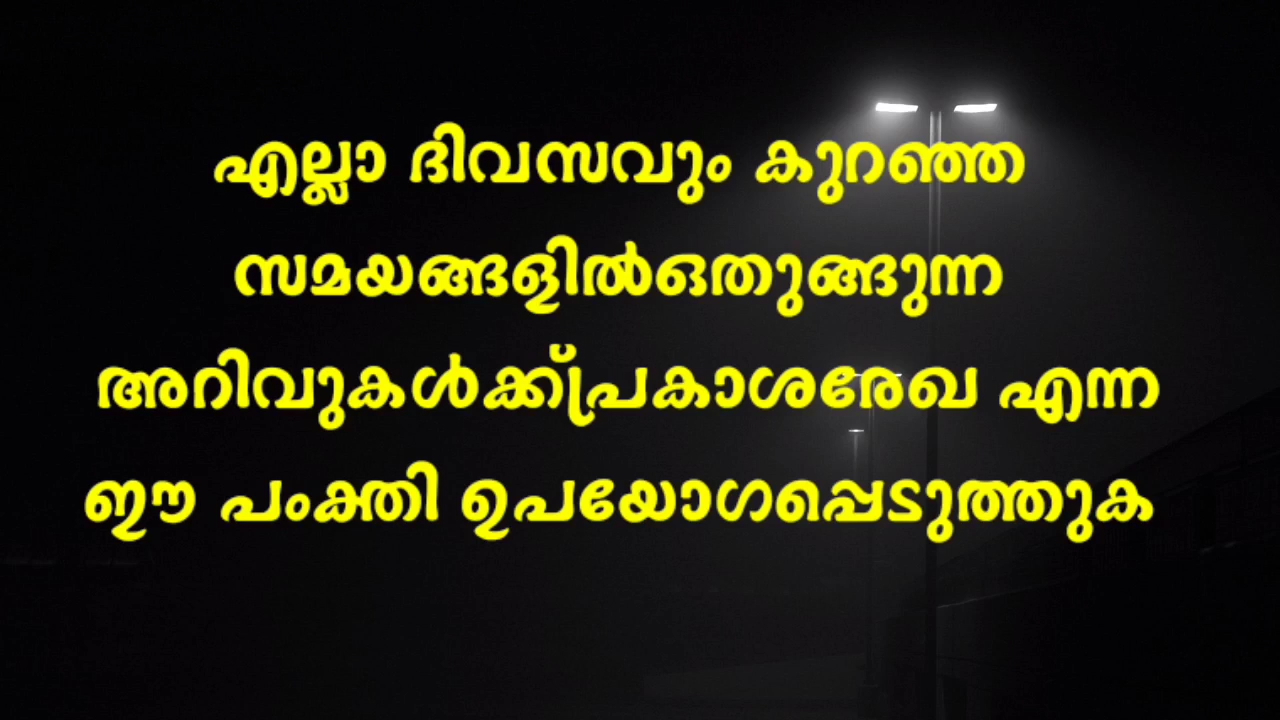 എല്ലാ ദിവസവും കുറഞ്ഞ
സമയങ്ങളിൽഒതുങ്ങുന്ന
അറിവുകൾക്ക്പ്രകാശരേഖ എന്ന
ഈ പംക്തി ഉപയോഗപ്പെടുത്തുക